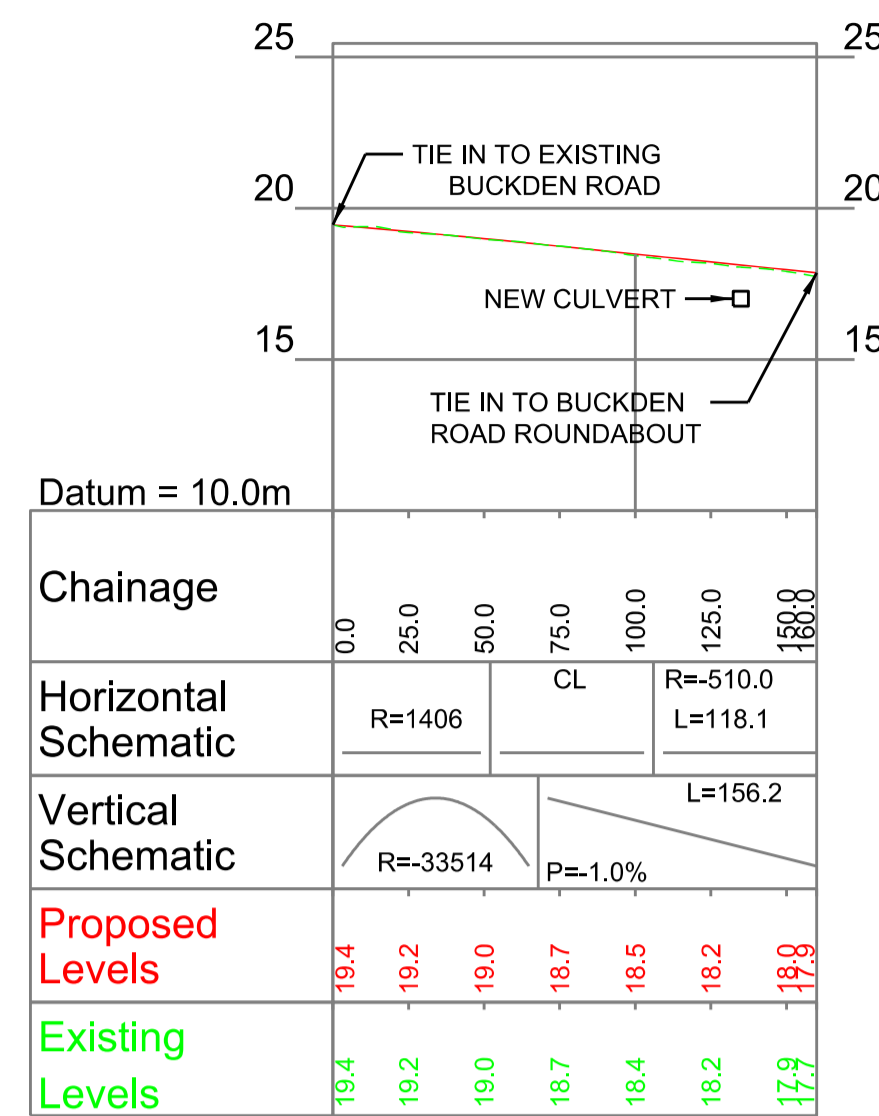 25
25
TIE IN TO EXISTING
BUCKDEN ROAD
20
20
NEW CULVERT
15
15
TIE IN TO BUCKDEN
ROAD ROUNDABOUT
Datum = 10.0m
Chainage
0.0
25.0
50.0
75.0
100.0
125.0
150.0
160.0
Horizontal
Schematic
R=1406
CL
R=-510.0
L=118.1
Vertical
Schematic
R=-33514
L=156.2
P=-1.0%
Proposed
Levels
19.4
19.2
19.0
18.7
18.5
18.2
18.0
17.9
Existing
Levels
19.4
19.2
19.0
18.7
18.4
18.2
17.9
17.7